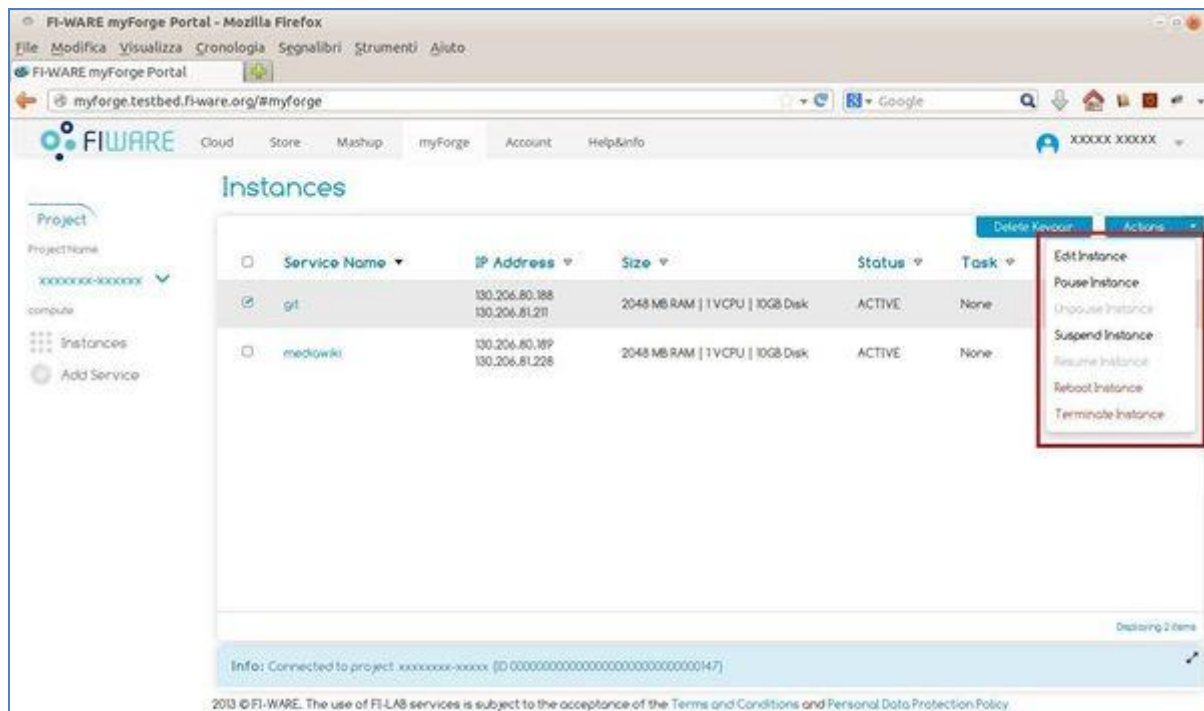 FI-WARE myForge Portal - Mozilla Firefox
File Modifica Visualizza Cronologia Segnalibri Strumenti Aiuto
FI-WARE myForge Portal
myforge.testbed.fi-ware.org/#myforge
Google
FIWARE Cloud Store Mashup myForge Account Help&info XXXXX XXXXX
Instances
Project
Project Name
xxxxxxx-xxxxxx
compute
Instances
Add Service
Delete Keypair Actions
Service Name IP Address Size Status Task
git 130.206.80.188 2048 MB RAM | 1 VCPU | 10GB Disk ACTIVE None
130.206.81.211
mediawiki 130.206.80.189 2048 MB RAM | 1 VCPU | 10GB Disk ACTIVE None
130.206.81.228
Edit Instance
Pause Instance
Unpause Instance
Suspend Instance
Resume Instance
Reboot Instance
Terminate Instance
Displaying 2 items
Info: Connected to project xxxxxxxx-xxxxx
2013 © FI-WARE. The use of FI-LAB services is subject to the acceptance of the Terms and Conditions and Personal Data Protection Policy